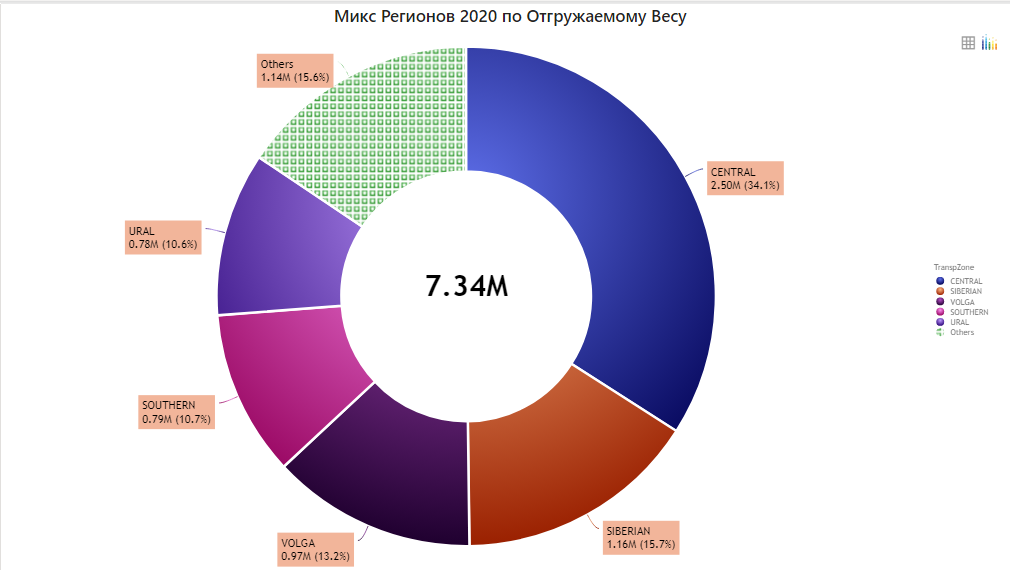 Микс Регионов 2020 по Отгружаемому Весу
Others
1.14M (15.6%)
CENTRAL
2.50M (34.1%)
URAL
0.78M (10.6%)
7.34M
SOUTHERN
0.79M (10.7%)
SIBERIAN
1.16M (15.7%)
VOLGA
0.97M (13.2%)
TranspZone
CENTRAL
SIBERIAN
VOLGA
SOUTHERN
URAL
Others